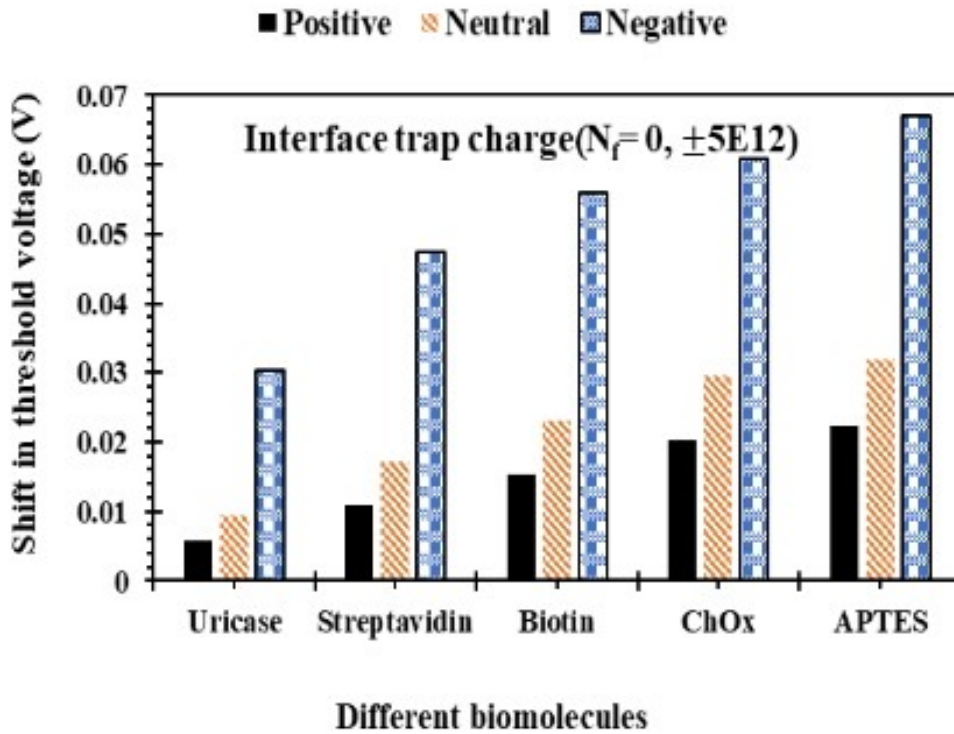 Positive Neutral Negative
Shift in threshold voltage (V)
0.07
0.06
0.05
0.04
0.03
0.02
0.01
0
Interface trap charge(Nf= 0, ±5E12)
Uricase Streptavidin Biotin ChOx APTES
Different biomolecules